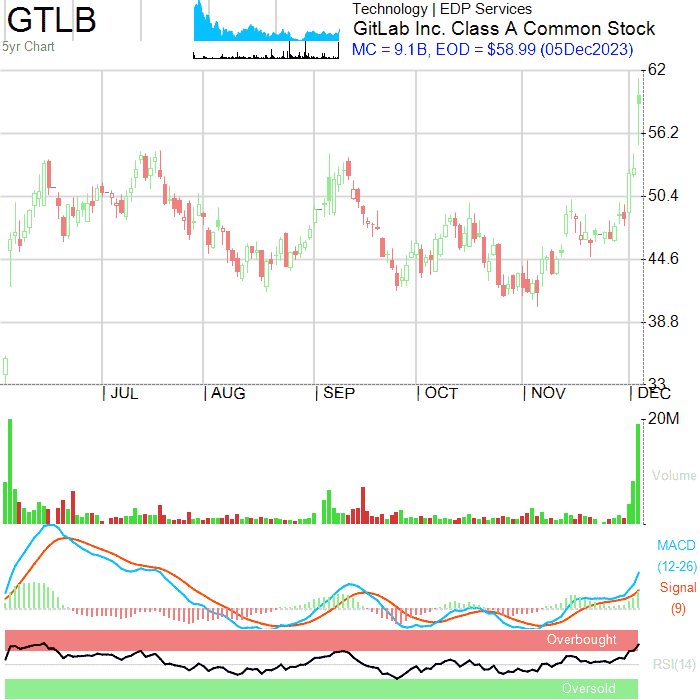 GTLB
5yr Chart
Technology | EDP Services
GitLab Inc. Class A Common Stock
MC = 9.1B, EOD = $58.99 (05Dec2023)
62
56.2
50.4
44.6
38.8
33
| JUL | AUG | SEP | OCT | NOV | DEC
20M
Volume
MACD
(12-26)
Signal
(9)
Overbought
RSI(14)
Oversold